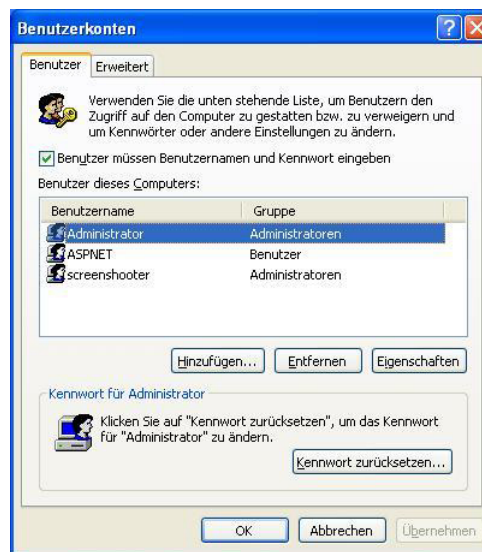 Benutzerkonten
Benutzer Erweitert
Verwenden Sie die unten stehende Liste, um Benutzern den
Zugriff auf den Computer zu gestatten bzw. zu verweigern und
um Kennwörter oder andere Einstellungen zu ändern.
Benutzer müssen Benutzernamen und Kennwort eingeben
Benutzer dieses Computers:
Benutzername Gruppe
Administrator Administratoren
ASPNET Benutzer
screenshooter Administratoren
Hinzufügen... Entfernen Eigenschaften
Kennwort für Administrator
Klicken Sie auf "Kennwort zurücksetzen", um das Kennwort
für "Administrator" zu ändern.
Kennwort zurücksetzen...
OK Abbrechen Übernehmen